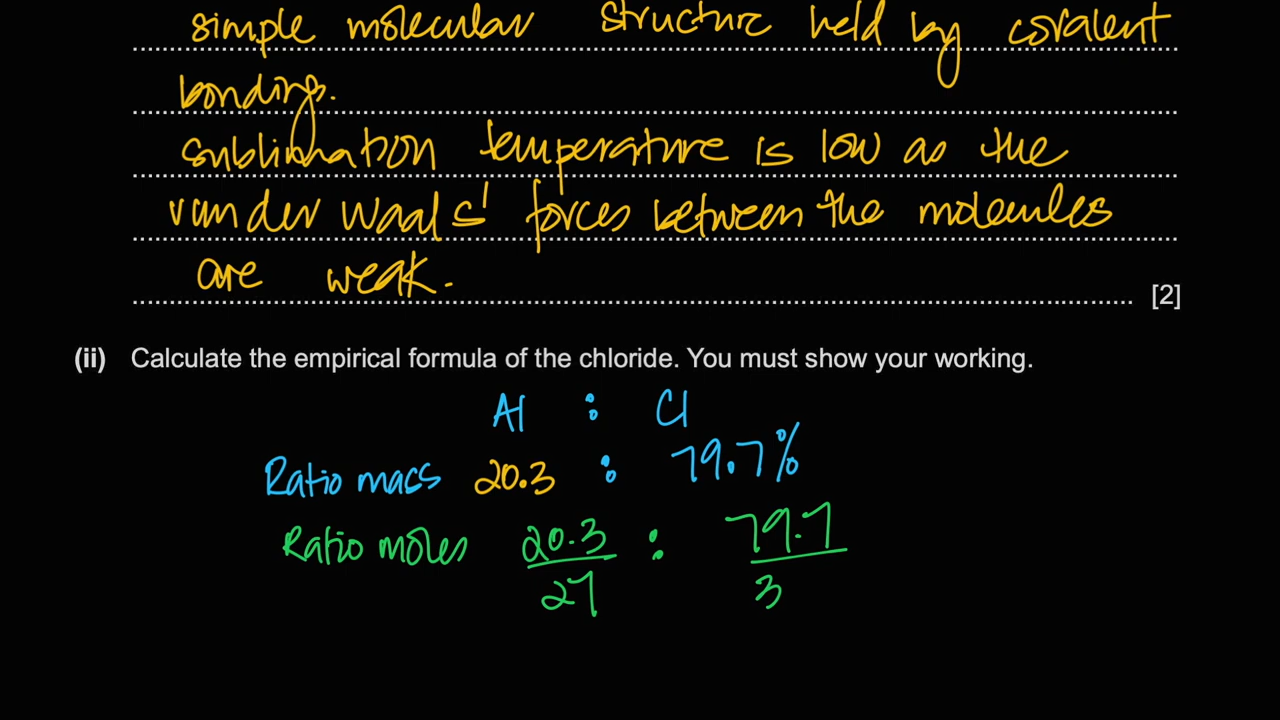 simple molecular structure held by covalent
bonding.
sublimation temperature is low as the
van der Waals' forces between the molecules
are weak.
[2]
(ii) Calculate the empirical formula of the chloride. You must show your working.
Al : Cl
Ratio mass 20.3 : 79.7%
Ratio moles 20.3 : 79.7
27 3